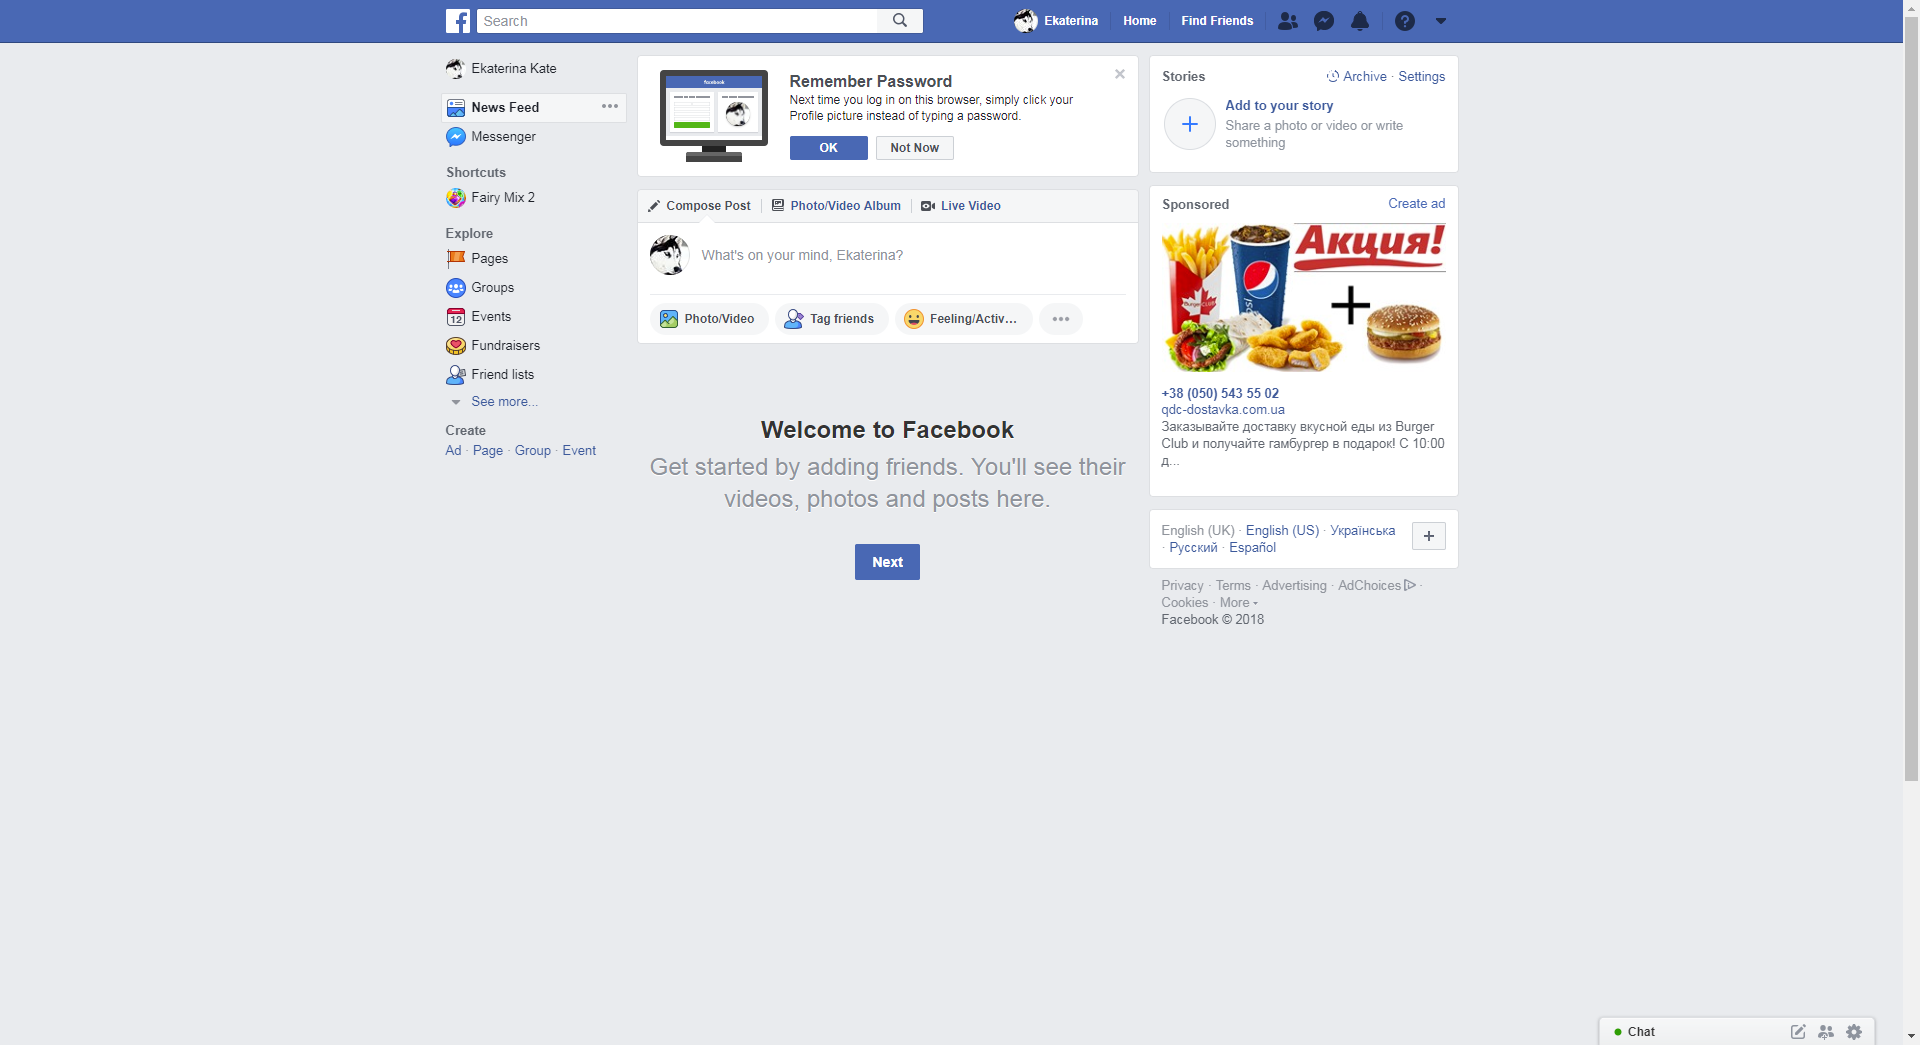 Search
Ekaterina
Home
Find Friends
Ekaterina Kate
News Feed
Messenger
Shortcuts
Fairy Mix 2
Explore
Pages
Groups
12
Events
Fundraisers
Friend lists
See more...
Create
Ad · Page · Group · Event
facebook
Remember Password
Next time you log in on this browser, simply click your
Profile picture instead of typing a password.
OK
Not Now
Compose Post
Photo/Video Album
Live Video
What's on your mind, Ekaterina?
Photo/Video
Tag friends
Feeling/Activ...
Welcome to Facebook
Get started by adding friends. You'll see their
videos, photos and posts here.
Next
Stories
Archive · Settings
Add to your story
Share a photo or video or write
something
Sponsored
Create ad
Акция!
+38 (050) 543 55 02
qdc-dostavka.com.ua
Заказывайте доставку вкусной еды из Burger
Club и получайте гамбургер в подарок! С 10:00
д...
English (UK) · English (US) · Українська
· Русский · Español
Privacy · Terms · Advertising · AdChoices ·
Cookies · More
Facebook © 2018
Chat